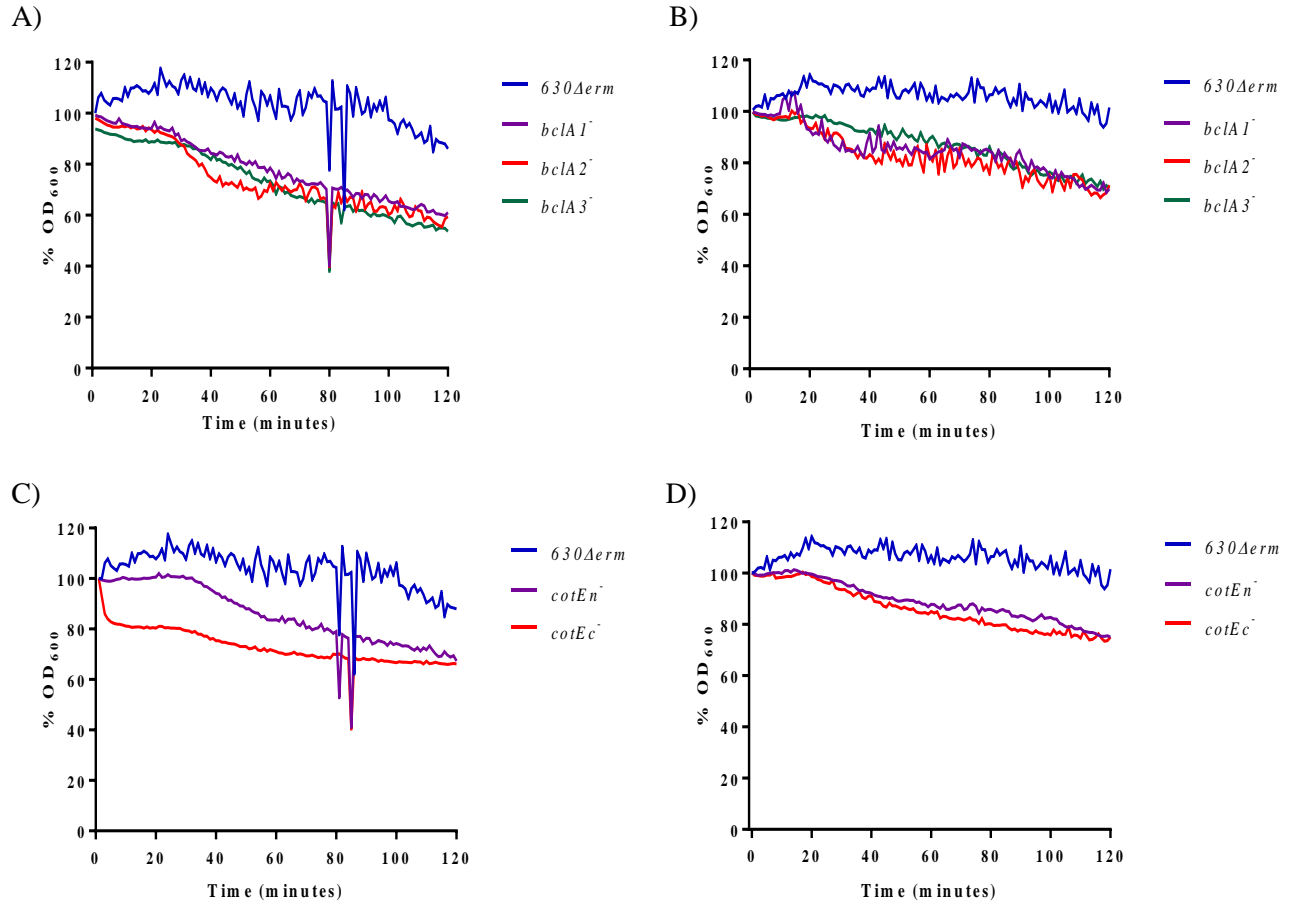 A)
120
100
80
60
40
20
0
% OD600
0 20 40 60 80 100 120
Time (minutes)
630Δerm
bclA1-
bclA2-
bclA3-
B)
120
100
80
60
40
20
0
% OD600
0 20 40 60 80 100 120
Time (minutes)
630Δerm
bclA1-
bclA2-
bclA3-
C)
120
100
80
60
40
20
0
% OD600
0 20 40 60 80 100 120
Time (minutes)
630Δerm
cotEn-
cotEc-
D)
120
100
80
60
40
20
0
% OD600
0 20 40 60 80 100 120
Time (minutes)
630Δerm
cotEn-
cotEc-